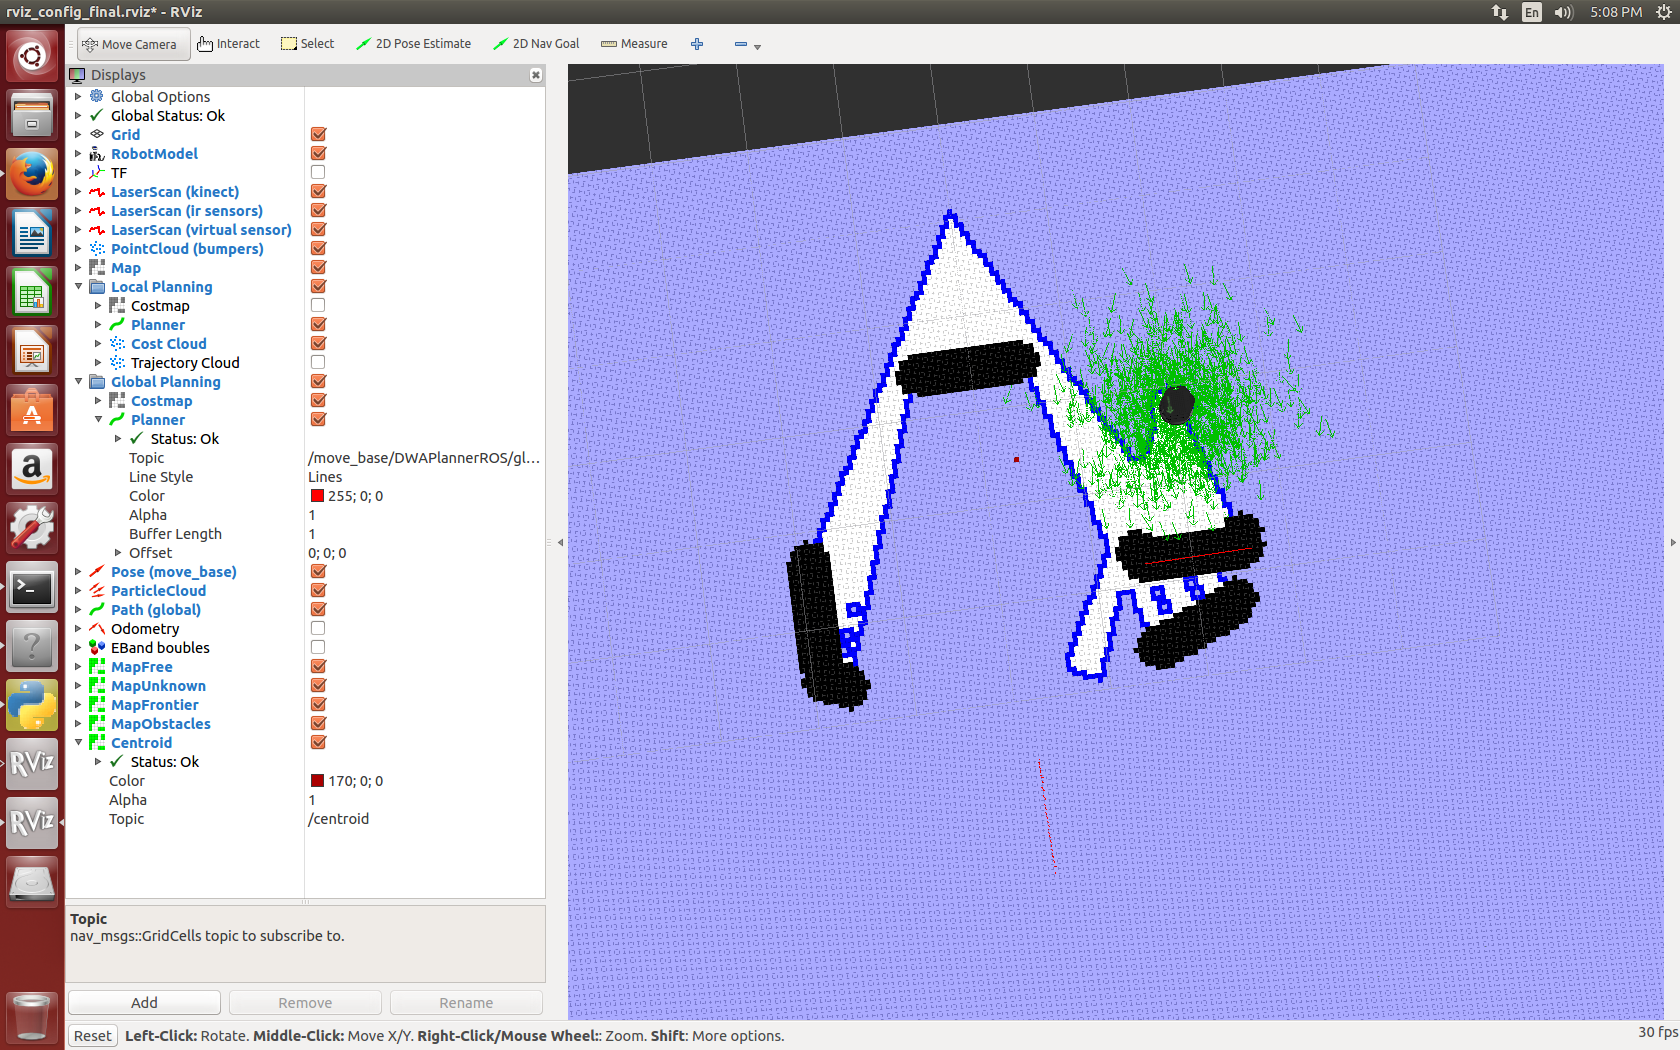 rviz_config_final.rviz* - RViz
En
5:08 PM
Move Camera
Interact
Select
2D Pose Estimate
2D Nav Goal
Measure
Displays
Global Options
Global Status: Ok
Grid
RobotModel
TF
LaserScan (kinect)
LaserScan (ir sensors)
LaserScan (virtual sensor)
PointCloud (bumpers)
Map
Local Planning
Costmap
Planner
Cost Cloud
Trajectory Cloud
Global Planning
Costmap
Planner
Status: Ok
Topic /move_base/DWAPlannerROS/gl...
Line Style Lines
Color 255; 0; 0
Alpha 1
Buffer Length 1
Offset 0; 0; 0
Pose (move_base)
ParticleCloud
Path (global)
Odometry
EBand boubles
MapFree
MapUnknown
MapFrontier
MapObstacles
Centroid
Status: Ok
Color 170; 0; 0
Alpha 1
Topic /centroid
RViz
RViz
Topic
nav_msgs::GridCells topic to subscribe to.
Add
Remove
Rename
Reset
Left-Click: Rotate. Middle-Click: Move X/Y. Right-Click/Mouse Wheel:: Zoom. Shift: More options.
30 fps